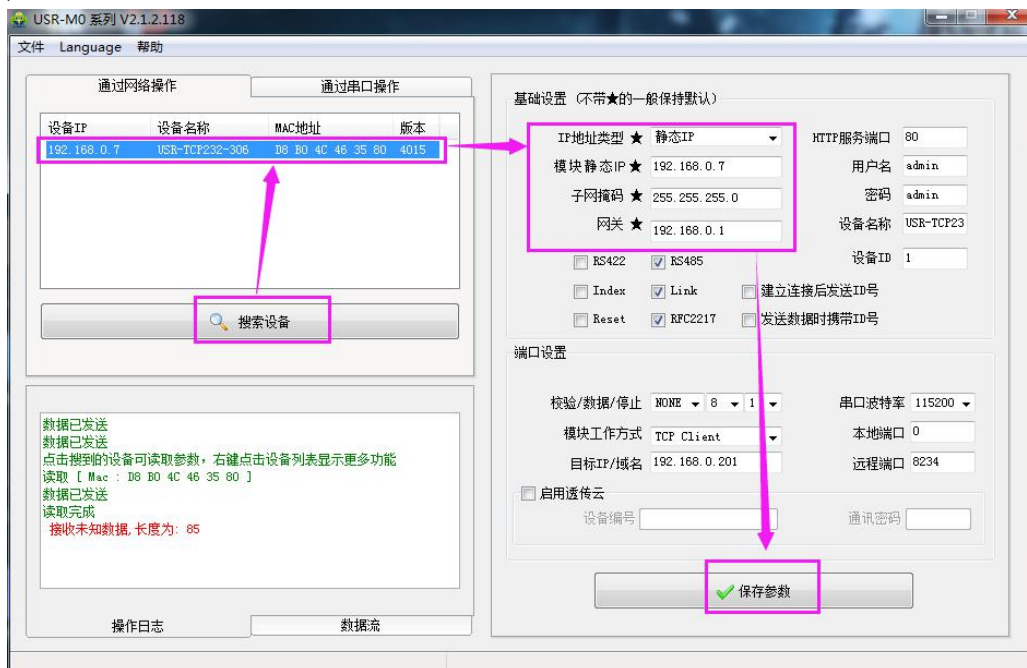 USR-M0 系列 V2.1.2.118
文件 Language 帮助
通过网络操作 通过串口操作
设备IP 设备名称 MAC地址 版本
192.168.0.7 USR-TCP232-306 D8 B0 4C 46 35 80 4015
搜索设备
数据已发送
数据已发送
点击搜到的设备可读取参数，右键点击设备列表显示更多功能
读取 [ Mac : D8 B0 4C 46 35 80 ]
数据已发送
读取完成
接收未知数据,长度为: 85
操作日志 数据流
基础设置 (不带★的一般保持默认)
IP地址类型 ★ 静态IP HTTP服务端口 80
模块静态IP★ 192.168.0.7 用户名 admin
子网掩码 ★ 255.255.255.0 密码 admin
网关 ★ 192.168.0.1 设备名称 USR-TCP23
RS422 RS485 设备ID 1
Index Link 建立连接后发送ID号
Reset RFC2217 发送数据时携带ID号
端口设置
校验/数据/停止 NONE 8 1 串口波特率 115200
模块工作方式 TCP Client 本地端口 0
目标IP/域名 192.168.0.201 远程端口 8234
启用透传云
设备编号 通讯密码
保存参数